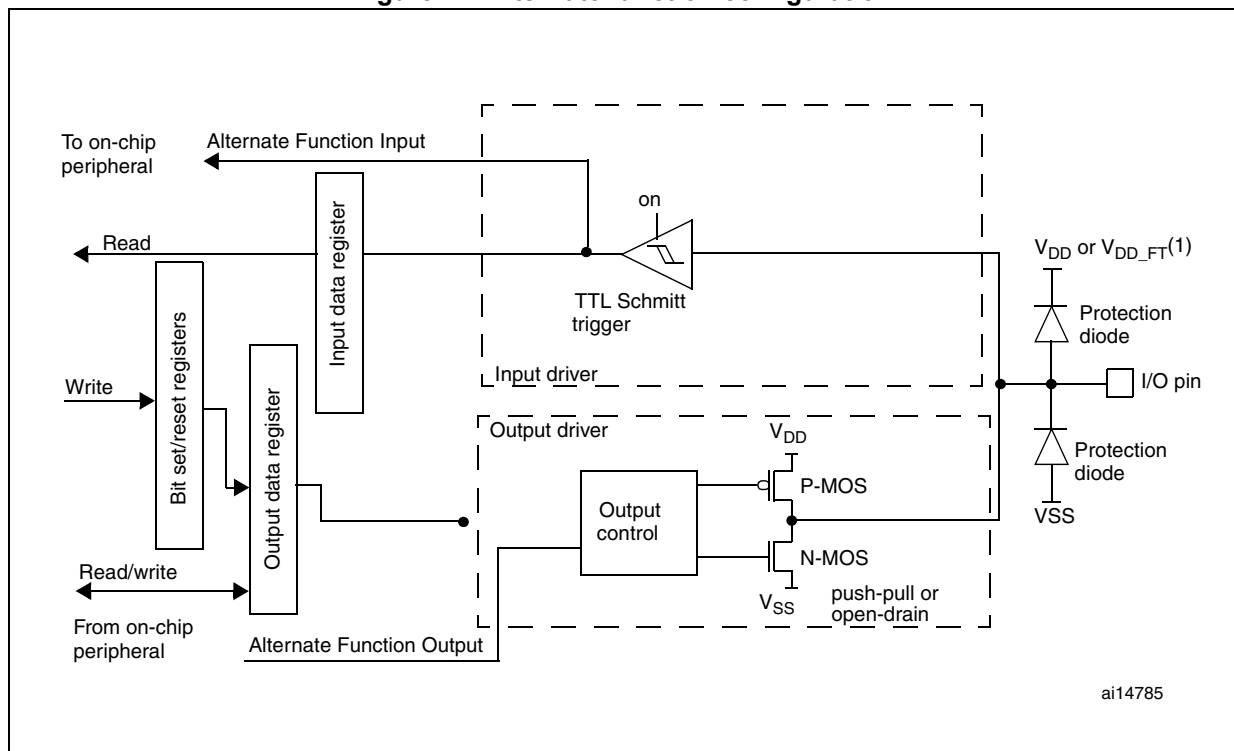 To on-chip
peripheral
Alternate Function Input
on
Read
Input data register
TTL Schmitt
trigger
V_DD or V_DD_FT(1)
Protection
diode
Bit set/reset registers
Write
Output data register
Input driver
I/O pin
Output driver
V_DD
Protection
diode
P-MOS
Output
control
VSS
N-MOS
Read/write
V_SS
push-pull or
open-drain
From on-chip
peripheral
Alternate Function Output
ai14785